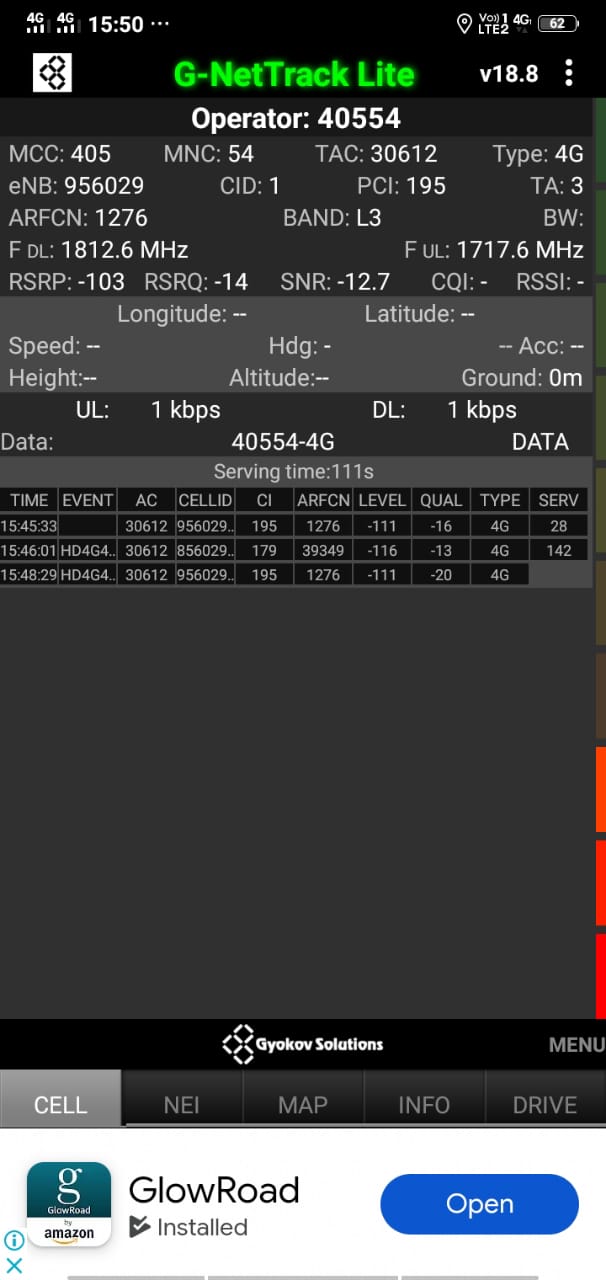 4G 4G 15:50 ...
Vo)) 1 4G
LTE2 62
G-NetTrack Lite v18.8
Operator: 40554
MCC: 405 MNC: 54 TAC: 30612 Type: 4G
eNB: 956029 CID: 1 PCI: 195 TA: 3
ARFCN: 1276 BAND: L3 BW:
F DL: 1812.6 MHz F UL: 1717.6 MHz
RSRP: -103 RSRQ: -14 SNR: -12.7 CQI: - RSSI: -
Longitude: -- Latitude: --
Speed: -- Hdg: - -- Acc: --
Height:-- Altitude:-- Ground: 0m
UL: 1 kbps DL: 1 kbps
Data: 40554-4G DATA
Serving time:111s
TIME EVENT AC CELLID CI ARFCN LEVEL QUAL TYPE SERV
15:45:33 30612 956029.. 195 1276 -111 -16 4G 28
15:46:01 HD4G4.. 30612 856029.. 179 39349 -116 -13 4G 142
15:48:29 HD4G4.. 30612 956029.. 195 1276 -111 -20 4G
Gyokov Solutions MENU
CELL NEI MAP INFO DRIVE
g
GlowRoad
by
amazon
GlowRoad
Installed
Open